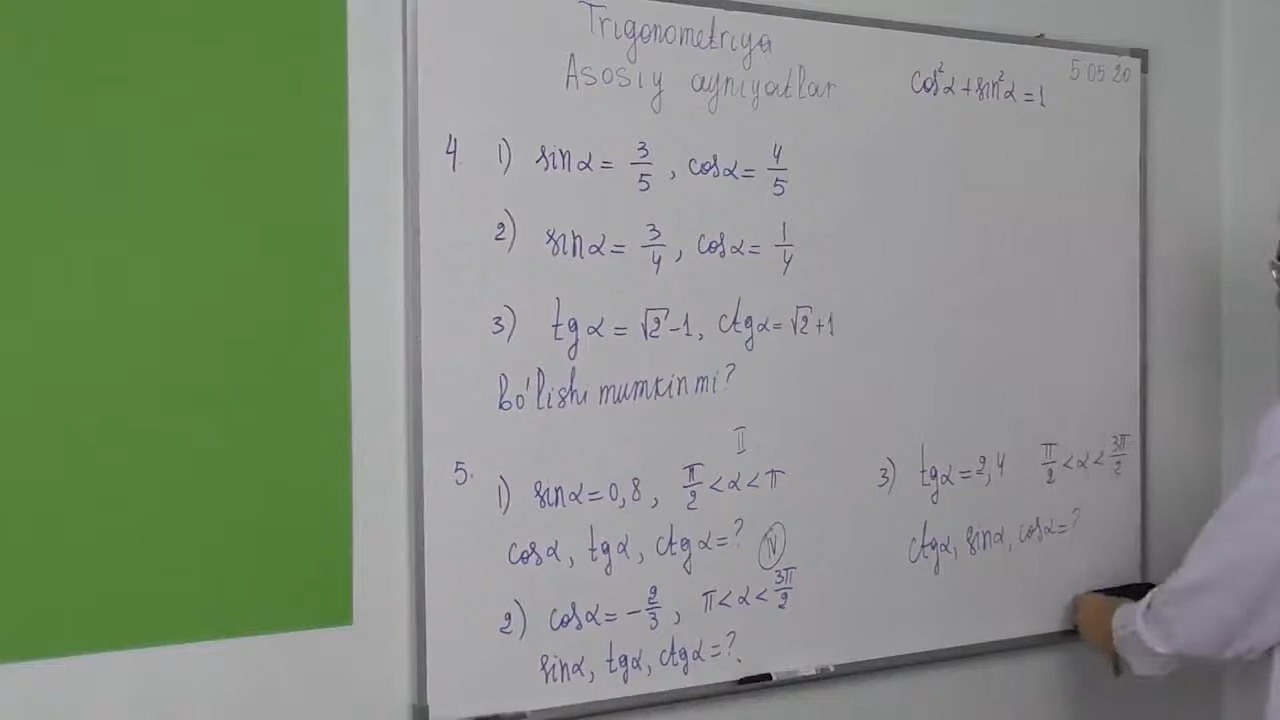 Trigonometriya
Asosiy ayniyatlar
cos²α + sin²α = 1
5 05 20
4. 1) sinα = 3/5, cosα = 4/5
2) sinα = 3/4, cosα = 1/4
3) tgα = √2 - 1, ctgα = √2 + 1
bo'lishi mumkinmi?
II
5. 1) sinα = 0,8, π/2 < α < π
cosα, tgα, ctgα = ?
IV
2) cosα = -2/3, π < α < 3π/2
sinα, tgα, ctgα = ?
3) tgα = 2,4 π/2 < α < 3π/2
ctgα, sinα, cosα = ?